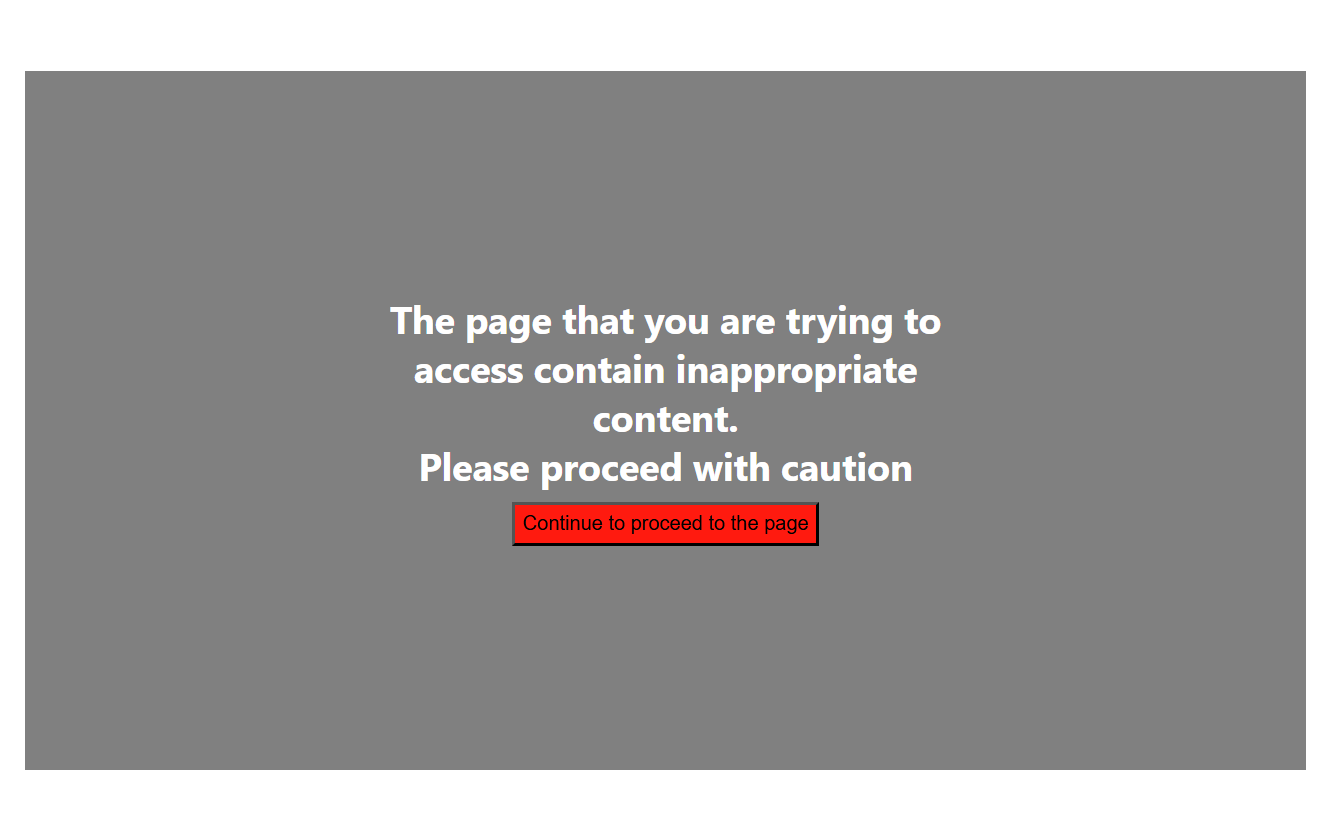 The page that you are trying to
access contain inappropriate
content.
Please proceed with caution
Continue to proceed to the page